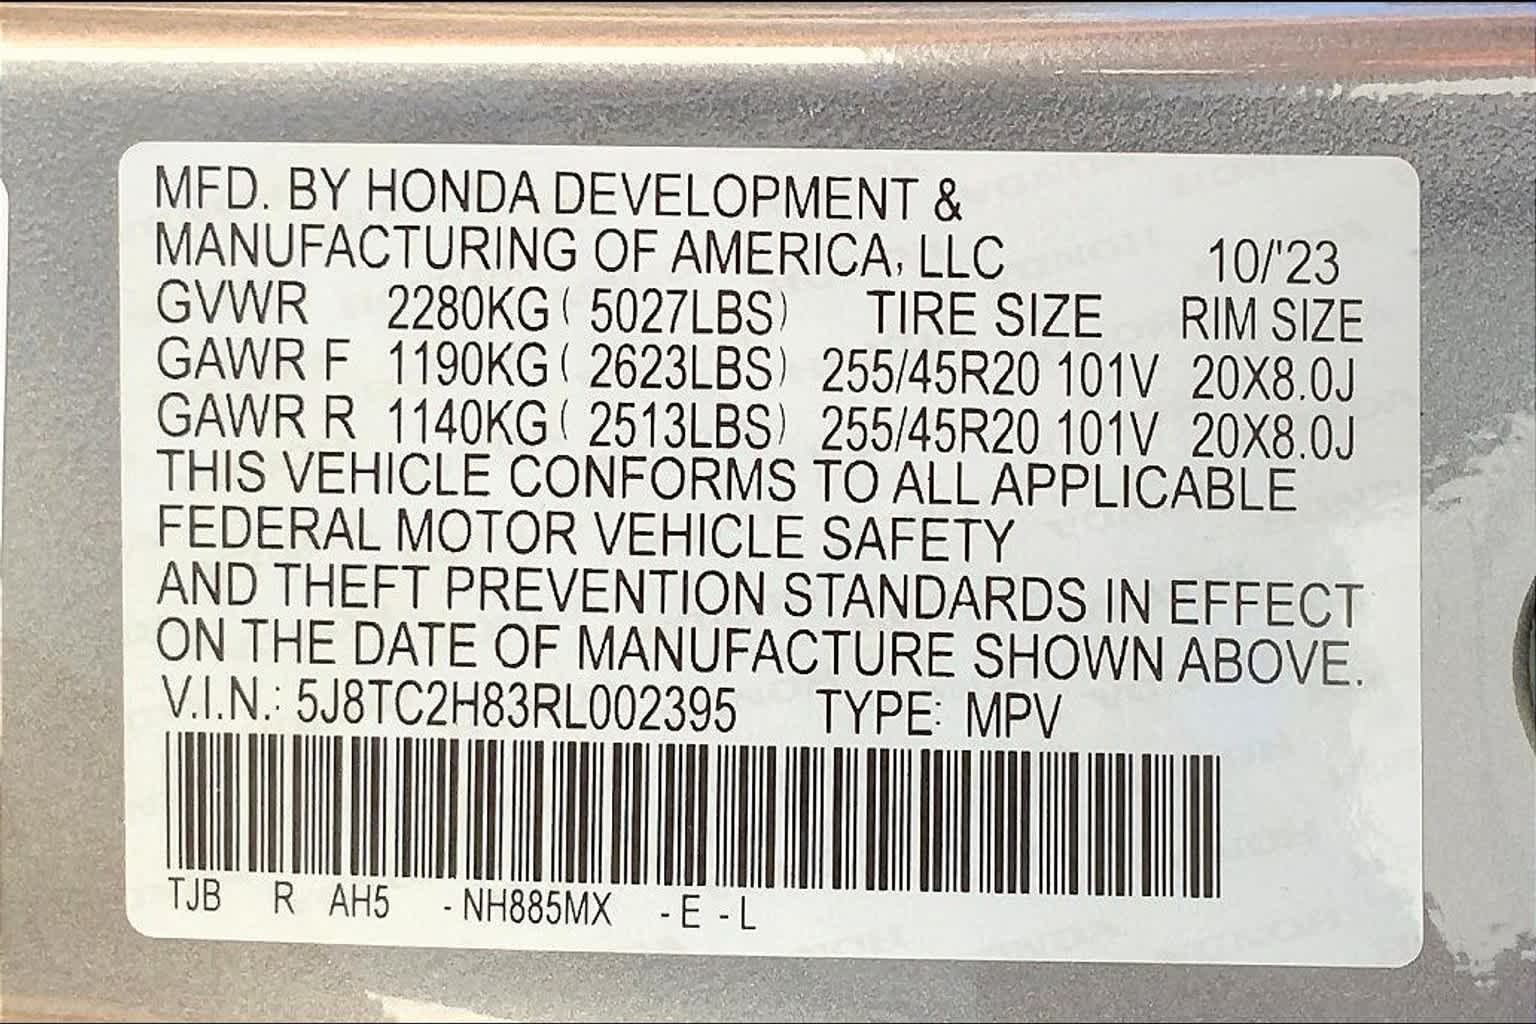 MFD. BY HONDA DEVELOPMENT &
MANUFACTURING OF AMERICA, LLC 10/'23
GVWR 2280KG ( 5027LBS) TIRE SIZE RIM SIZE
GAWR F 1190KG ( 2623LBS) 255/45R20 101V 20X8.0J
GAWR R 1140KG ( 2513LBS) 255/45R20 101V 20X8.0J
THIS VEHICLE CONFORMS TO ALL APPLICABLE
FEDERAL MOTOR VEHICLE SAFETY
AND THEFT PREVENTION STANDARDS IN EFFECT
ON THE DATE OF MANUFACTURE SHOWN ABOVE.
V.I.N.: 5J8TC2H83RL002395 TYPE: MPV
TJB R AH5 - NH885MX - E - L